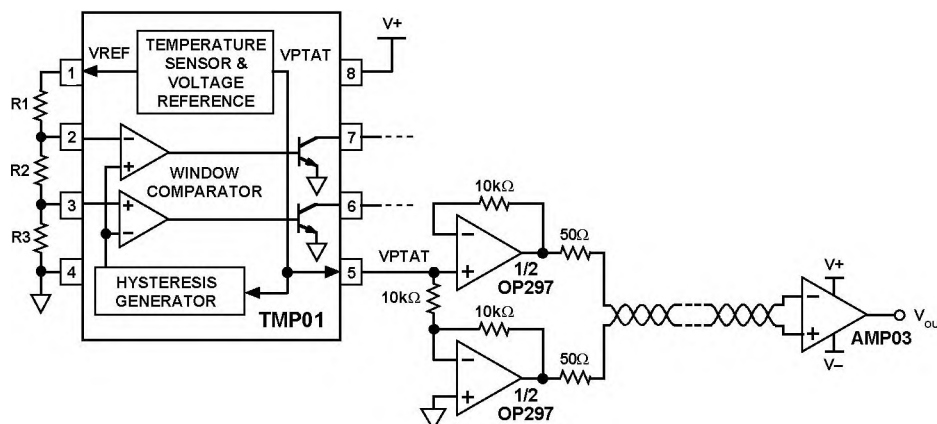 V+
TEMPERATURE
SENSOR &
VOLTAGE
REFERENCE
VREF
VPTAT
1
8
R1
2
7
R2
WINDOW
COMPARATOR
3
6
R3
4
HYSTERESIS
GENERATOR
TMP01
5
VPTAT
10kΩ
10kΩ
50Ω
1/2
OP297
10kΩ
50Ω
1/2
OP297
V+
V–
AMP03
VOU